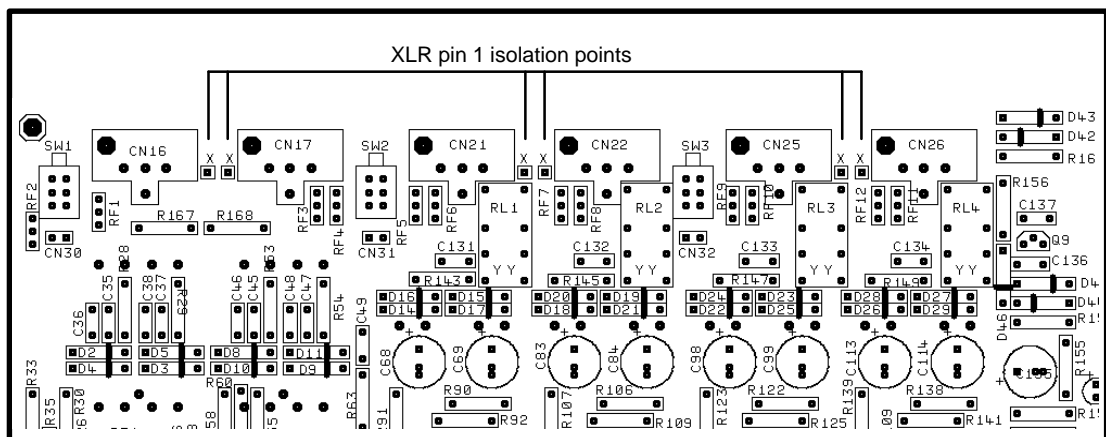 XLR pin 1 isolation points
D43
D42
R16
SW1
CN16
X X
CN17
SW2
CN21
X X
CN22
SW3
CN25
X X
CN26
RF2
RF1
R167
R168
RF3
RF4
RF5
RF6
RL1
RF7
RF8
RL2
RF9
RF10
RL3
RF12
RF11
RL4
R156
C137
Q9
C136
CN30
CN31
C131
C132
CN32
C133
C134
R143
R145
R147
R149
Y Y
Y Y
Y Y
Y Y
C36
C35
R28
C38
C37
R29
C46
C45
R53
C48
C47
R54
C49
D16
D15
D20
D19
D24
D23
D28
D27
D14
D17
D18
D21
D22
D25
D26
D29
D46
D2
D5
D8
D11
D4
D3
D10
D9
C68
C69
C83
C84
C98
C99
C113
C114
R155
R33
R35
R30
R60
R63
R90
R92
R107
R106
R109
R123
R122
R125
R139
R138
R141